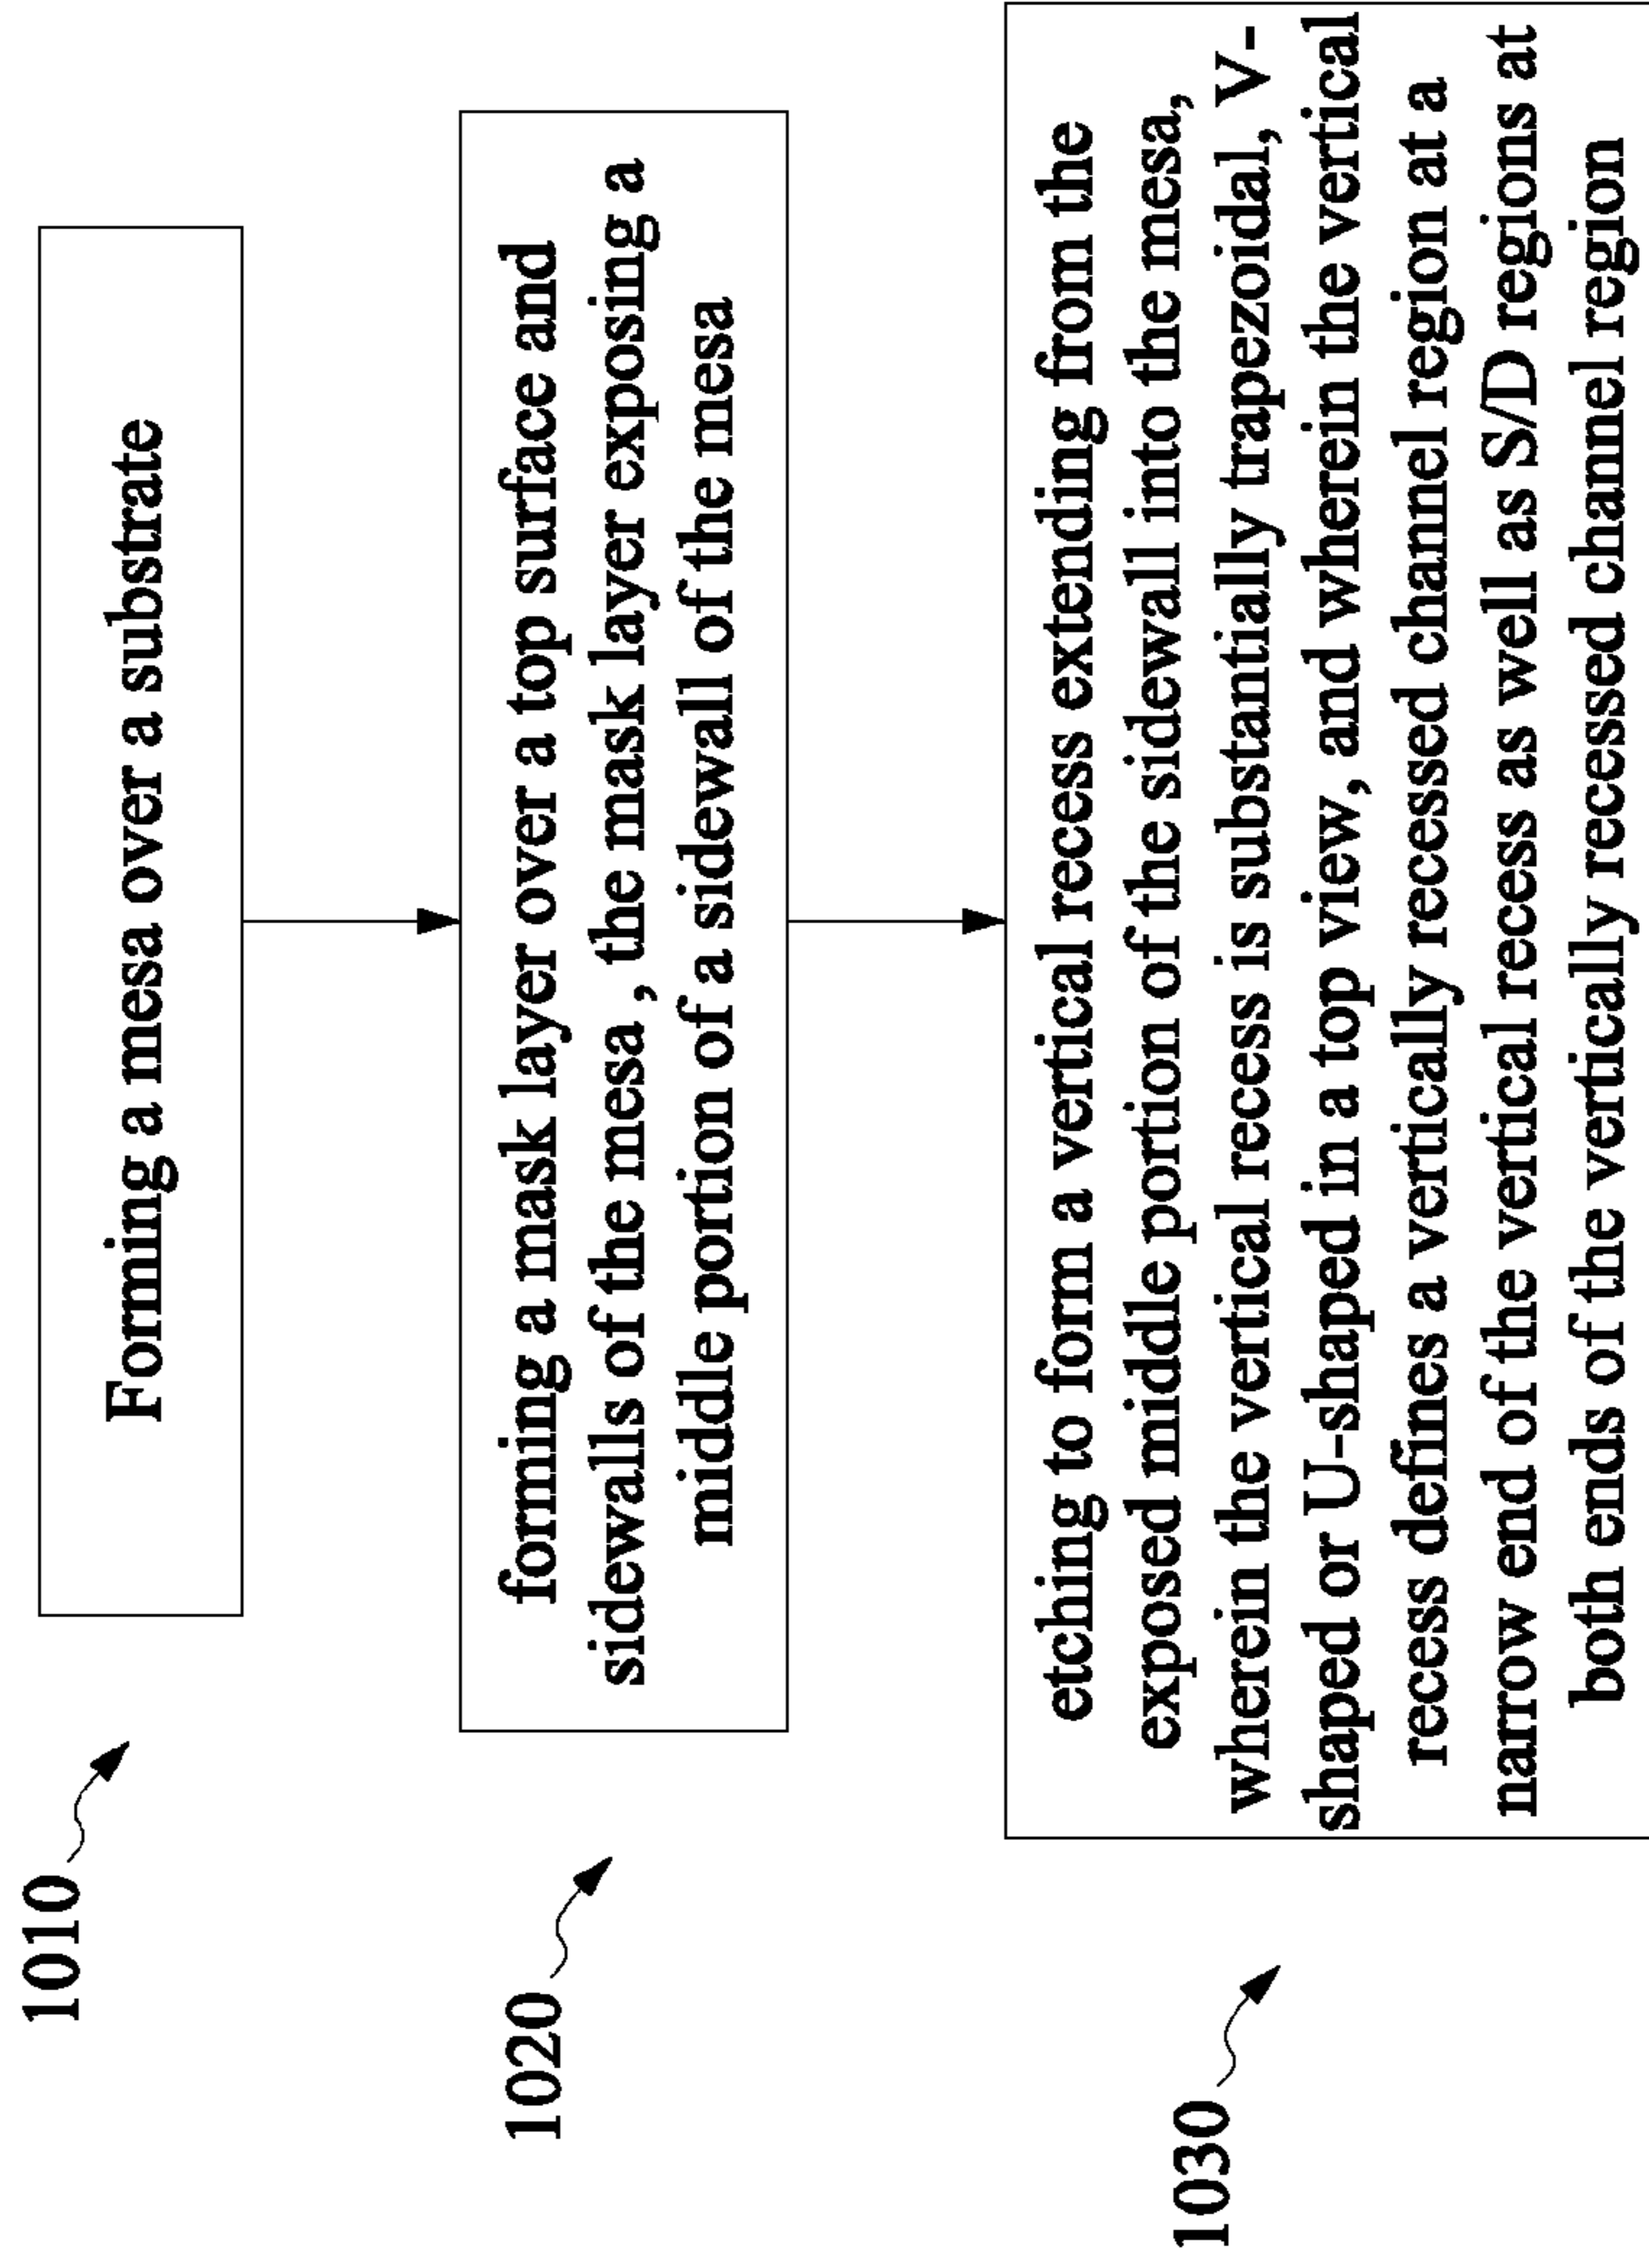 1010
Forming a mesa over a substrate
1020
forming a mask layer over a top surface and
sidewalls of the mesa , the mask layer exposing a
middle portion of a sidewall of the mesa
1030
etching to form a vertical recess extending from the
exposed middle portion of the sidewall into the mesa,
wherein the vertical recess is substantially trapezoidal, V-
shaped or U-shaped in a top view, and wherein the vertical
recess defines a vertically recessed channel region at a
narrow end of the vertical recess as well as S/D regions at
both ends of the vertically recessed channel region